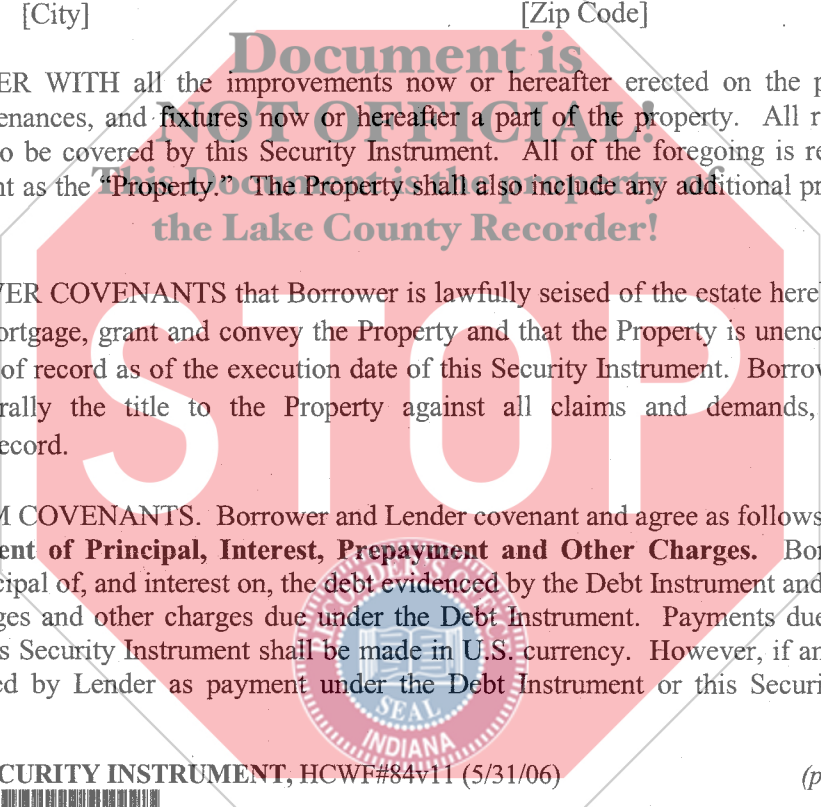 [City] [Zip Code]
Document is
ER WITH all the improvements now or hereafter erected on the p
NOT OFFICIAL!
enances, and fixtures now or hereafter a part of the property. All r
o be covered by this Security Instrument. All of the foregoing is re
nt as the “Property.” The Property shall also include any additional pr
This Document is the property of
the Lake County Recorder!
VER COVENANTS that Borrower is lawfully seised of the estate here
ortgage, grant and convey the Property and that the Property is unenc
of record as of the execution date of this Security Instrument. Borrow
rally the title to the Property against all claims and demands,
ecord.
STOP
M COVENANTS. Borrower and Lender covenant and agree as follows
ent of Principal, Interest, Prepayment and Other Charges. Bor
cipal of, and interest on, the debt evidenced by the Debt Instrument and
ges and other charges due under the Debt Instrument. Payments due
s Security Instrument shall be made in U.S. currency. However, if an
ed by Lender as payment under the Debt Instrument or this Securi
RECORDER'S OFFICE
SEAL
INDIANA
CURITY INSTRUMENT, HCWF#84v11 (5/31/06) (p